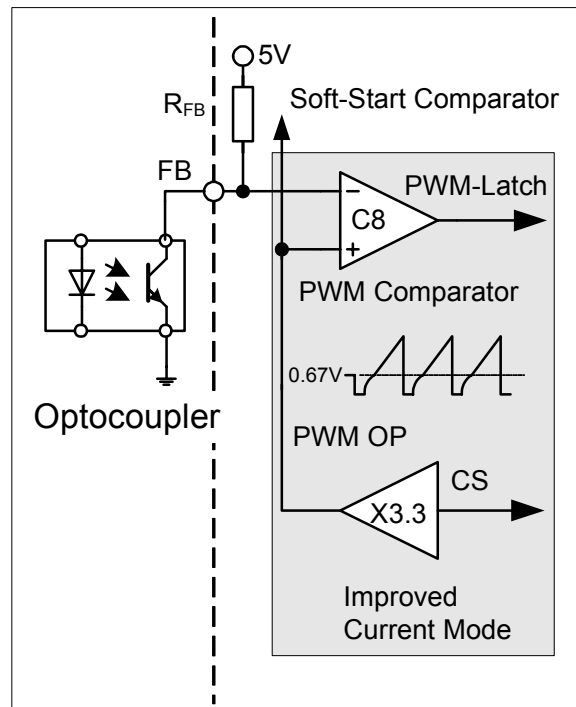 5V
R_FB
Soft-Start Comparator
FB
PWM-Latch
−
C8
+
PWM Comparator
0.67V
Optocoupler
PWM OP
CS
X3.3
Improved
Current Mode